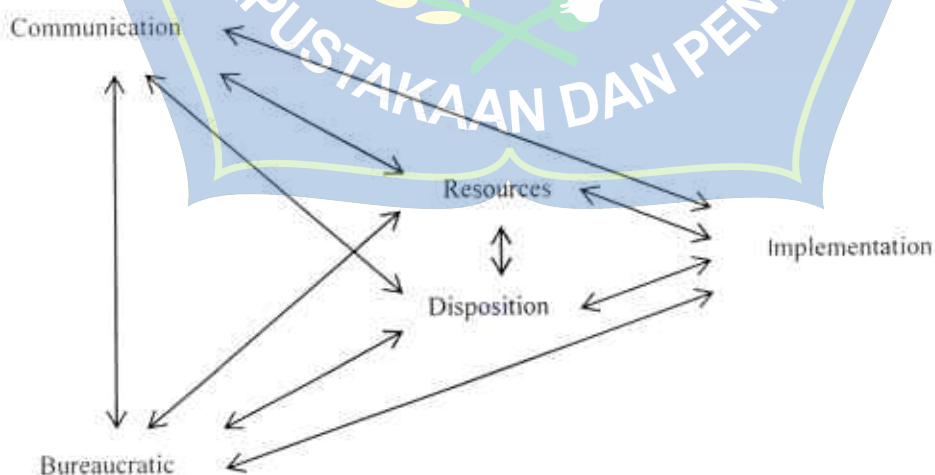 Communication
PUSTAKAAN DAN PEN
Resources
Implementation
Disposition
Bureaucratic